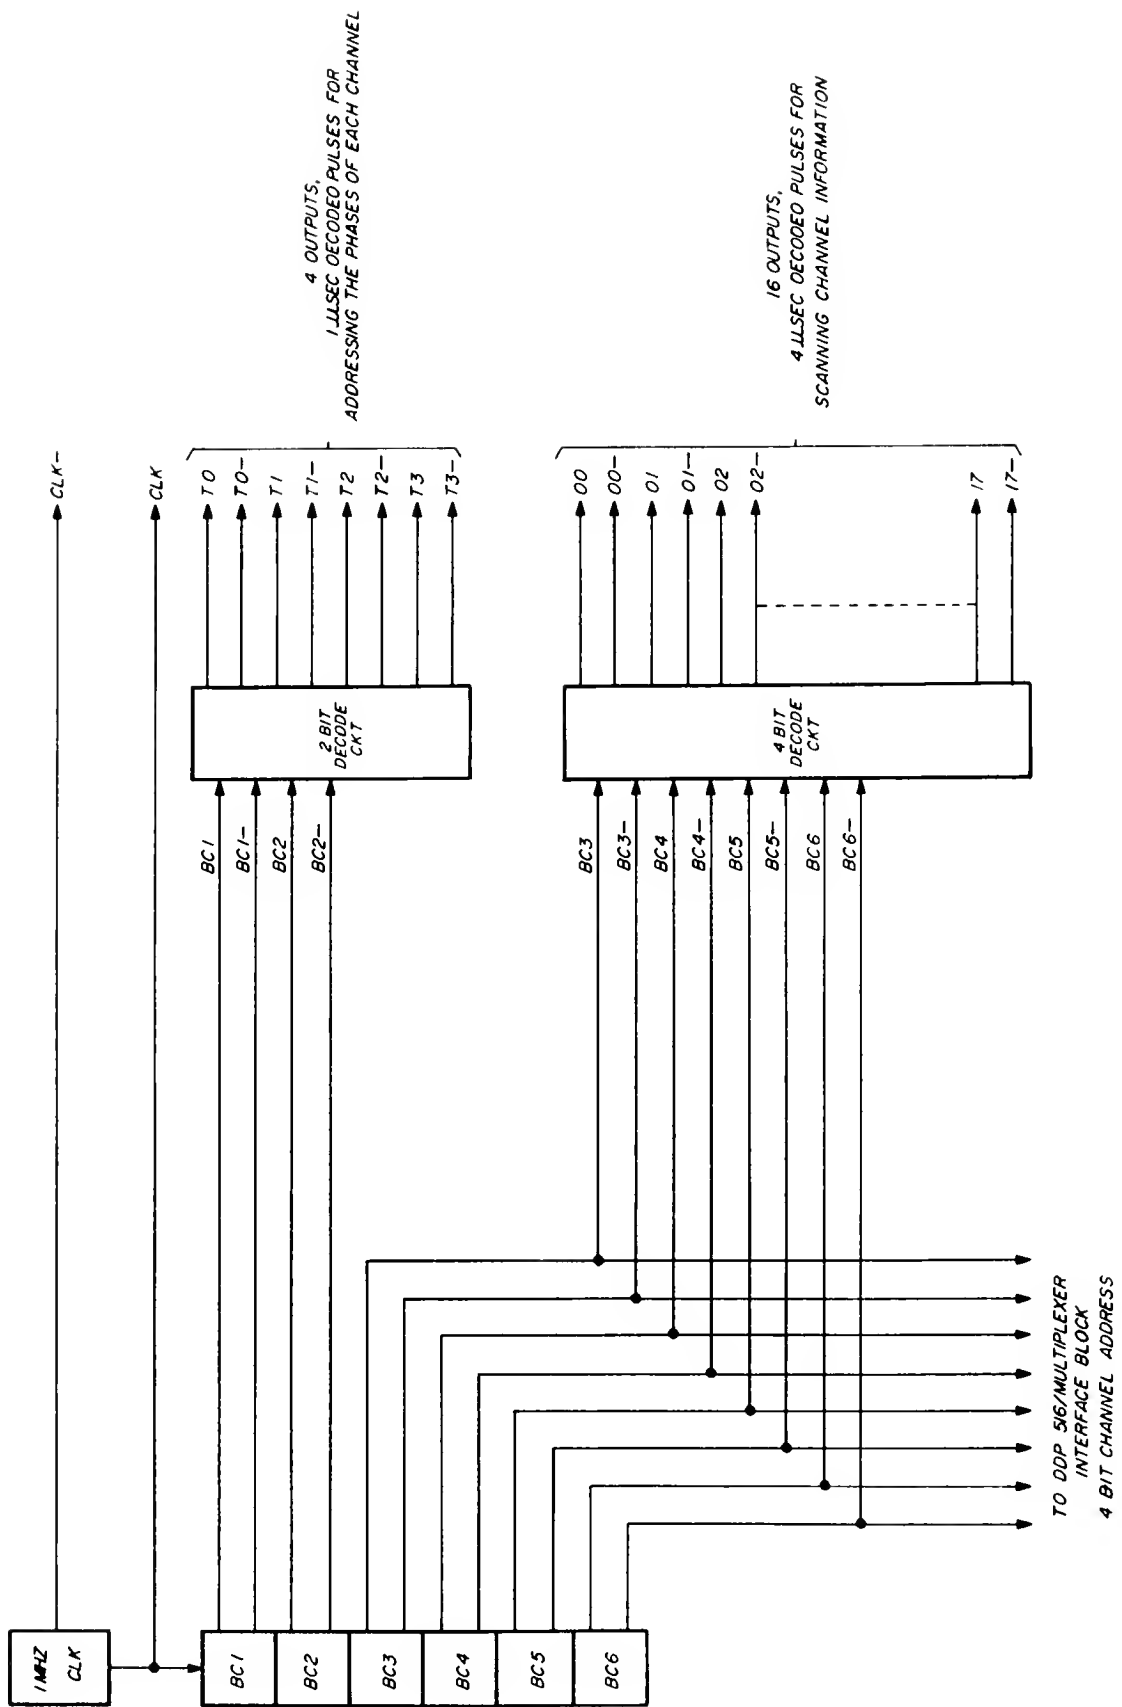 1 MHZ
CLK
CLK-
CLK
BC1
BC2
BC3
BC4
BC5
BC6
BC1
BC1-
BC2
BC2-
2 BIT
DECODE
CKT
T0
T0-
T1
T1-
T2
T2-
T3
T3-
4 OUTPUTS,
1 μSEC DECODED PULSES FOR
ADDRESSING THE PHASES OF EACH CHANNEL
BC3
BC3-
BC4
BC4-
BC5
BC5-
BC6
BC6-
4 BIT
DECODE
CKT
00
00-
01
01-
02
02-
17
17-
16 OUTPUTS,
4 μSEC DECODED PULSES FOR
SCANNING CHANNEL INFORMATION
TO DDP 516/MULTIPLEXER
INTERFACE BLOCK
4 BIT CHANNEL ADDRESS